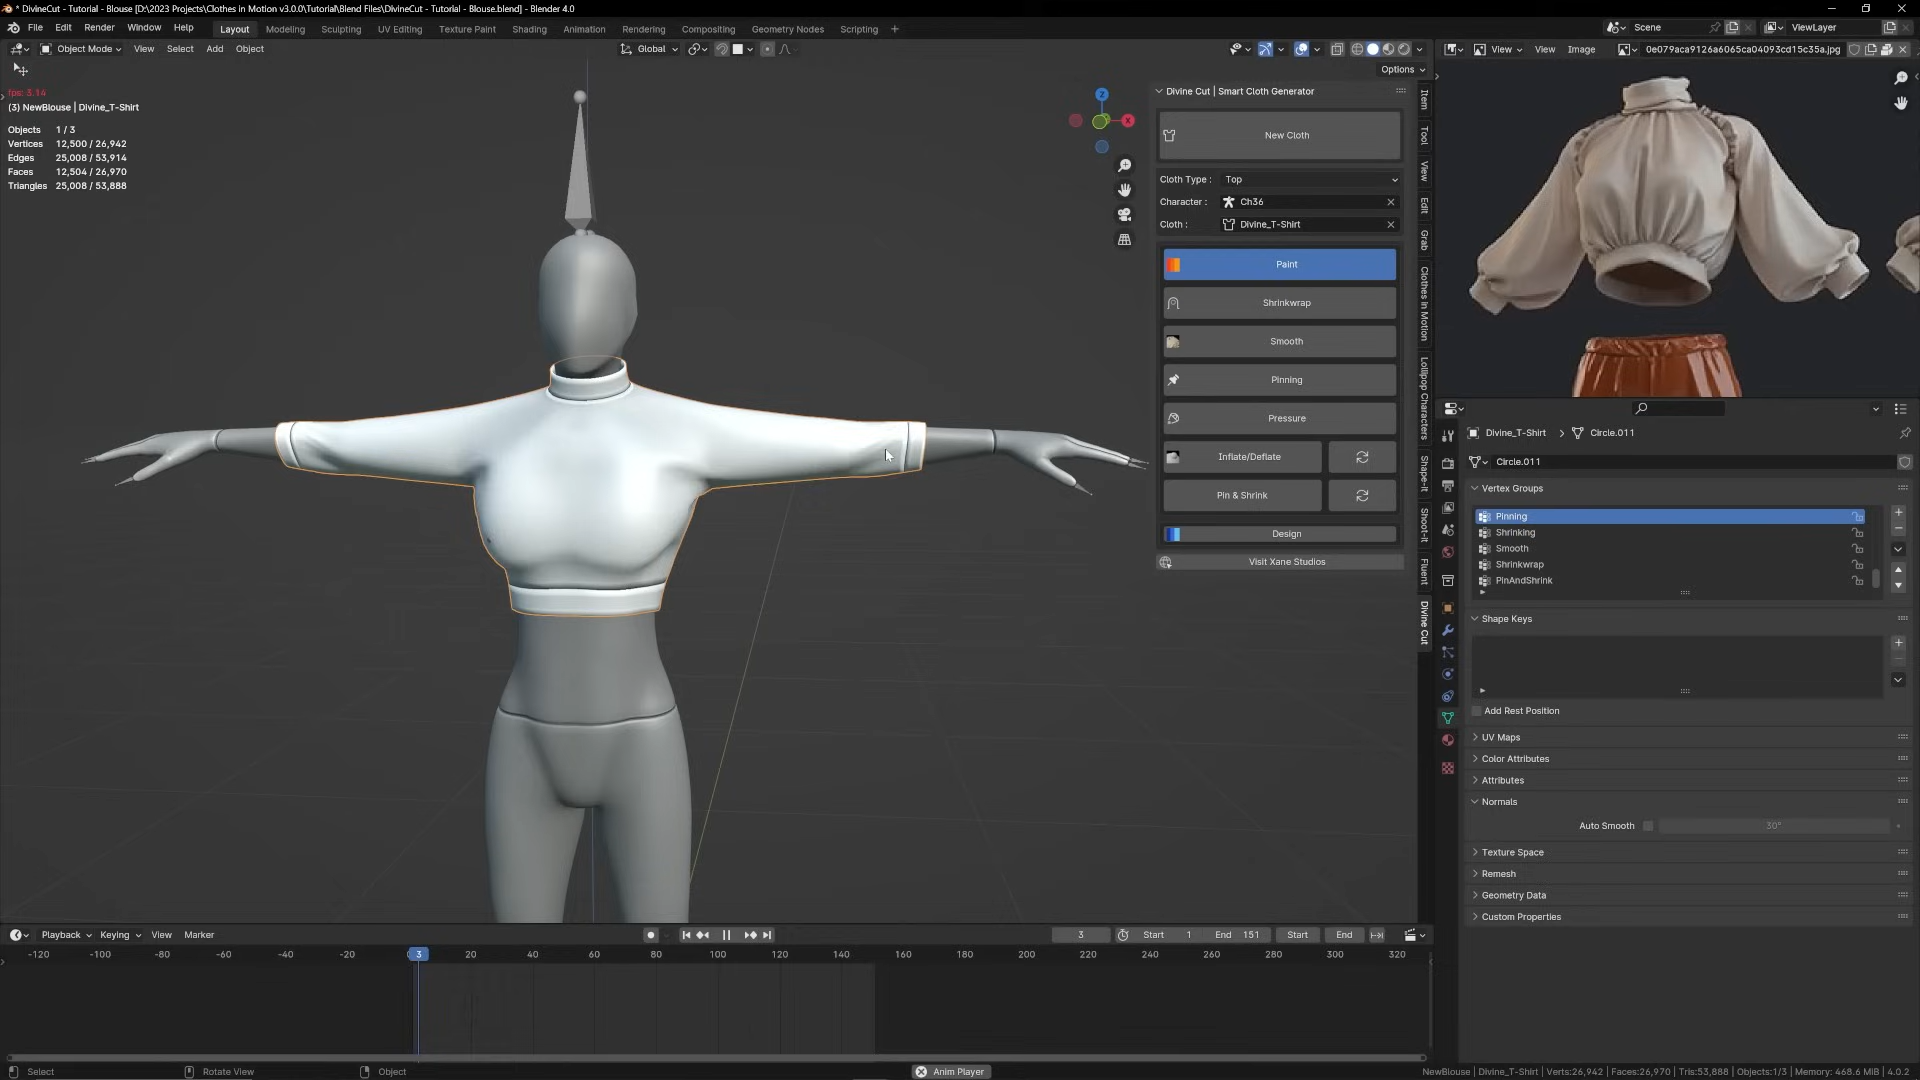 * DivineCut - Tutorial - Blouse [D:\2023 Projects\Clothes in Motion v3.0.0\Tutorial\Blend Files\DivineCut - Tutorial - Blouse.blend] - Blender 4.0
File Edit Render Window Help
Layout Modeling Sculpting UV Editing Texture Paint Shading Animation Rendering Compositing Geometry Nodes Scripting +
Scene ViewLayer
Object Mode View Select Add Object
Global
Options
View View Image 0e079aca9126a6065ca04093cd15c35a.jpg
fps: 3.14
(3) NewBlouse | Divine_T-Shirt
Objects 1 / 3
Vertices 12,500 / 26,942
Edges 25,008 / 53,914
Faces 12,504 / 26,970
Triangles 25,008 / 53,888
Z
X
Divine Cut | Smart Cloth Generator
New Cloth
Cloth Type : Top
Character : Ch36
Cloth : Divine_T-Shirt
Paint
Shrinkwrap
Smooth
Pinning
Pressure
Inflate/Deflate
Pin & Shrink
Design
Visit Xane Studios
Item
Tool
View
Edit
Grab
Clothes in Motion
Lollipop Characters
Shape-it
Shoot-it
Fluent
Divine Cut
Divine_T-Shirt > Circle.011
Circle.011
Vertex Groups
Pinning
Shrinking
Smooth
Shrinkwrap
PinAndShrink
Shape Keys
Add Rest Position
UV Maps
Color Attributes
Attributes
Normals
Auto Smooth 30°
Texture Space
Remesh
Geometry Data
Custom Properties
Playback Keying View Marker
3 Start 1 End 151 Start End
-120 -100 -80 -60 -40 -20 3 20 40 60 80 100 120 140 160 180 200 220 240 260 280 300 320
Select Rotate View Object Anim Player
NewBlouse | Divine_T-Shirt | Verts:26,942 | Faces:26,970 | Tris:53,888 | Objects:1/3 | Memory: 468.6 MiB | 4.0.2